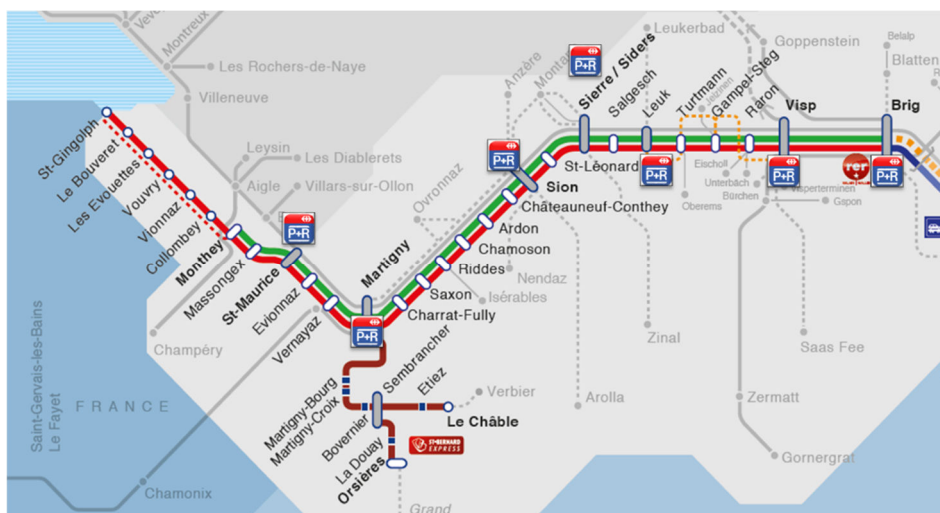 Vevey
Montreux
Les Rochers-de-Naye
Villeneuve
Leysin
Les Diablerets
Aigle
Villars-sur-Ollon
St-Gingolph
Le Bouveret
Les Evouettes
Vouvry
Vionnaz
Collombey
Monthey
Massongex
St-Maurice
P+R
Evionnaz
Vernayaz
Martigny
P+R
Champéry
Saint-Gervais-les-Bains
Le Fayet
FRANCE
Chamonix
Charrat-Fully
Saxon
Riddes
Isérables
Chamoson
Ardon
Châteauneuf-Conthey
Nendaz
Ovronnaz
Sion
P+R
St-Léonard
Anzère
P+R
Sierre / Siders
Salgesch
Leuk
Leukerbad
P+R
Turtmann
Jeizinen
Gampel-Steg
Raron
Goppenstein
Visp
P+R
Brig
P+R
Belalp
Blatten
rer
Eischoll
Unterbäch
Bürchen
Oberems
Visperterminen
Gspon
Zinal
Arolla
Saas Fee
Zermatt
Gornergrat
Martigny-Bourg
Martigny-Croix
Bovernier
Sembrancher
Etiez
Le Châble
Verbier
La Douay
Orsières
ST-BERNARD
EXPRESS
Grand